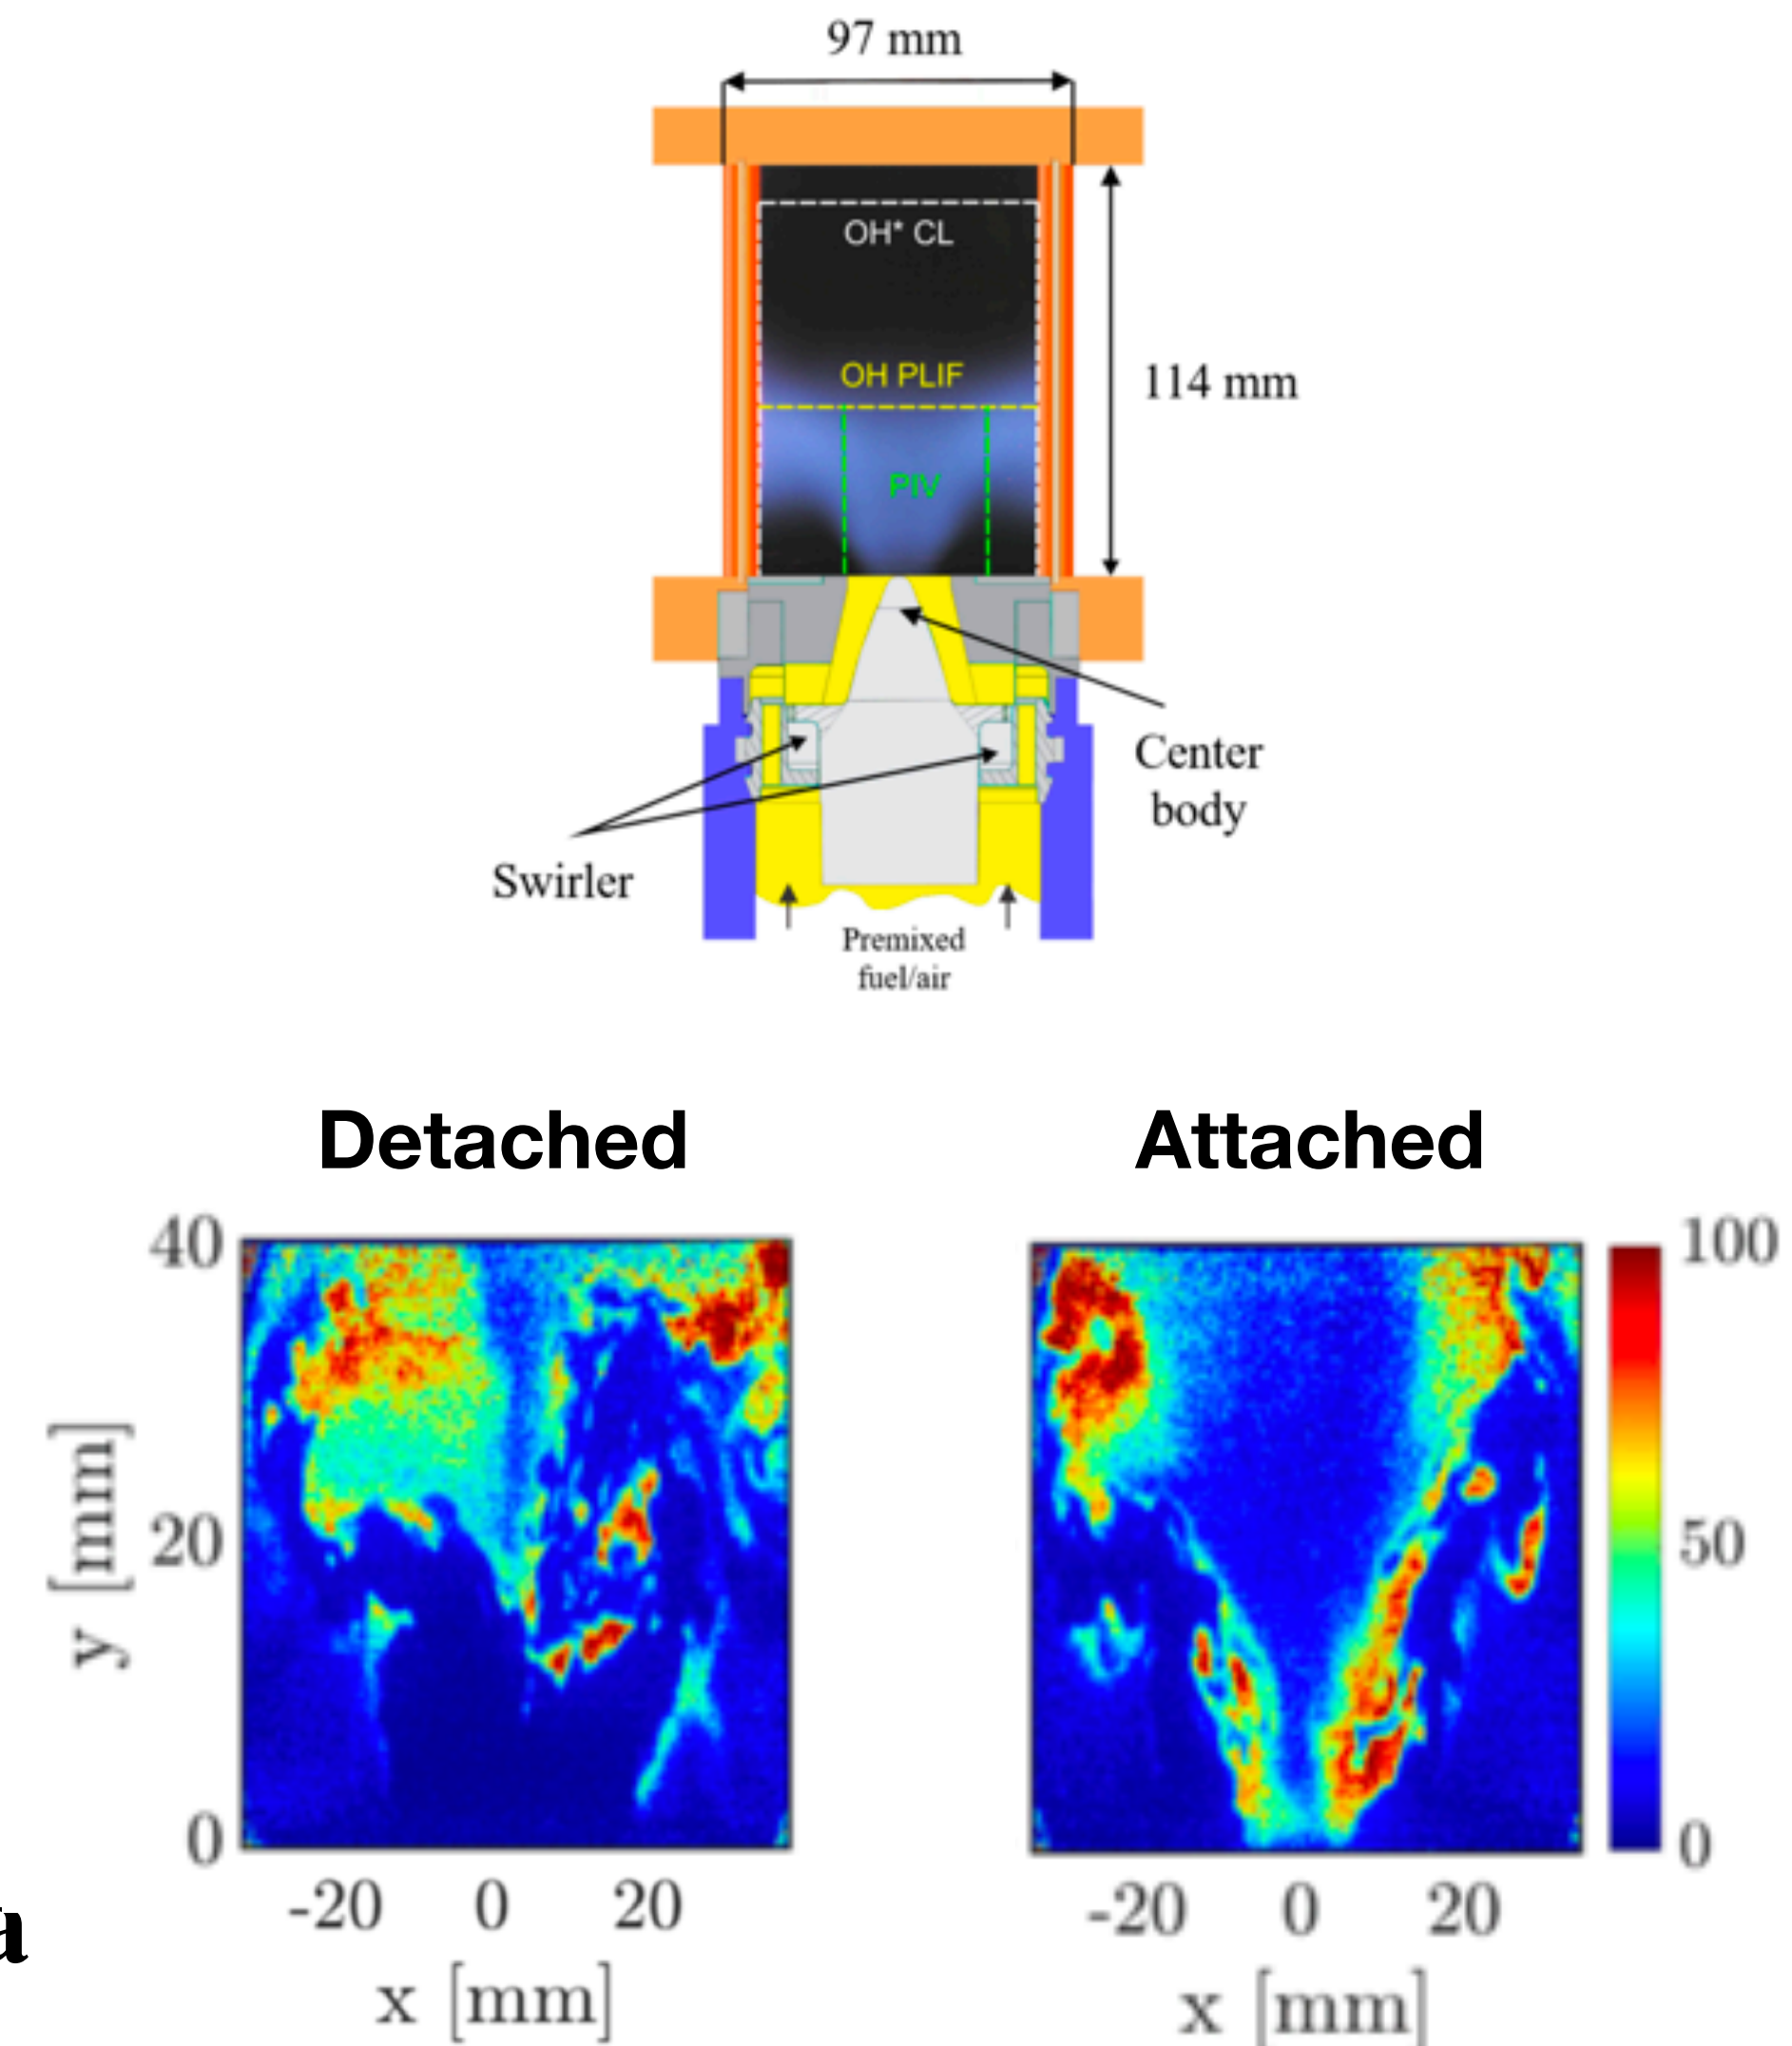 97 mm
OH* CL
OH PLIF
114 mm
PIV
Center
body
Swirler
Premixed
fuel/air
Detached
Attached
40
20
0
y [mm]
-20 0 20
x [mm]
-20 0 20
x [mm]
100
50
0
a